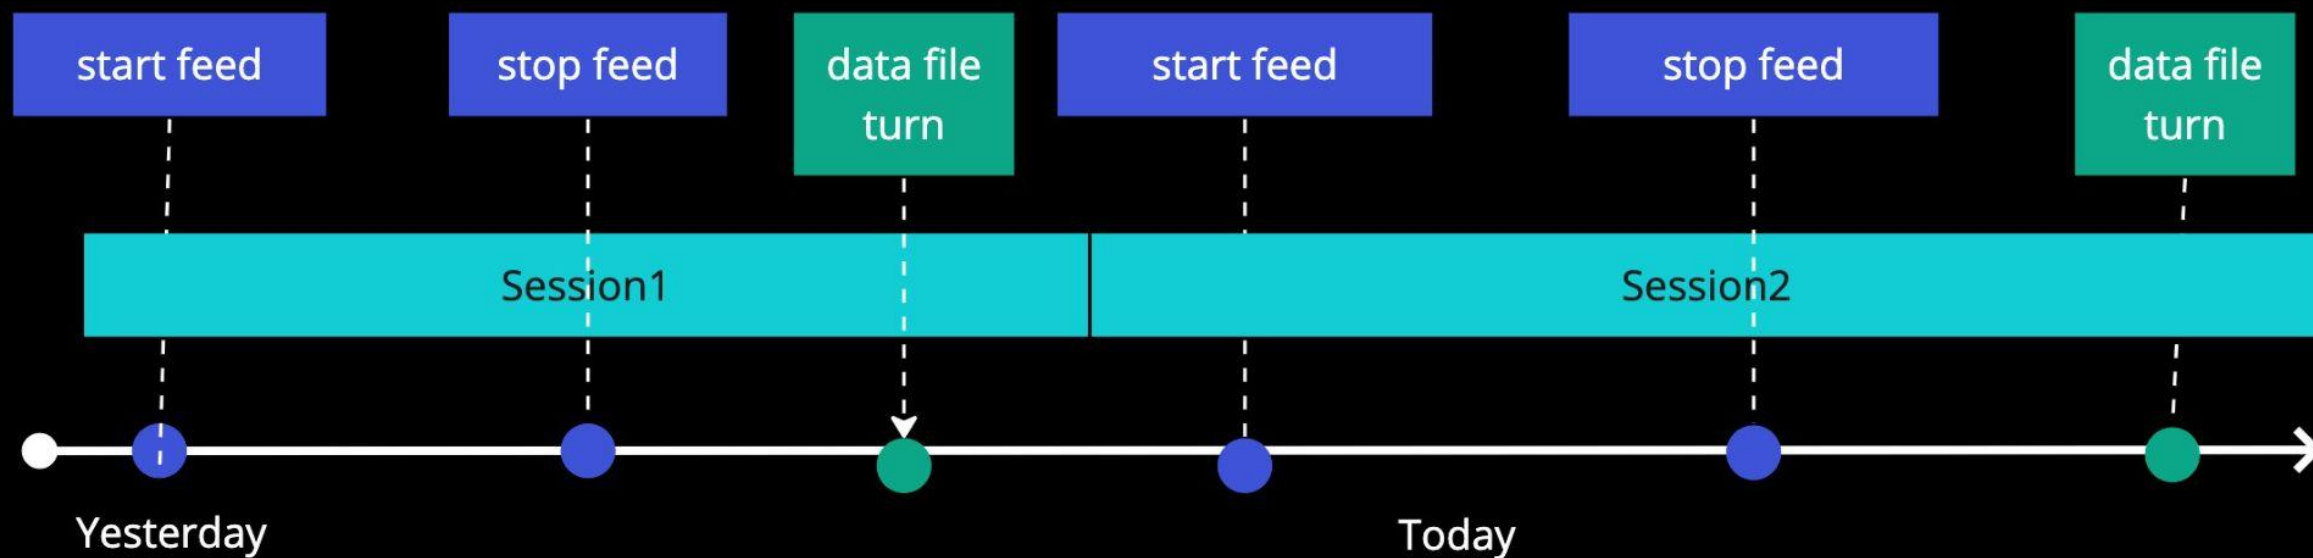 start feed
stop feed
data file
turn
start feed
stop feed
data file
turn
Session1
Session2
Yesterday
Today